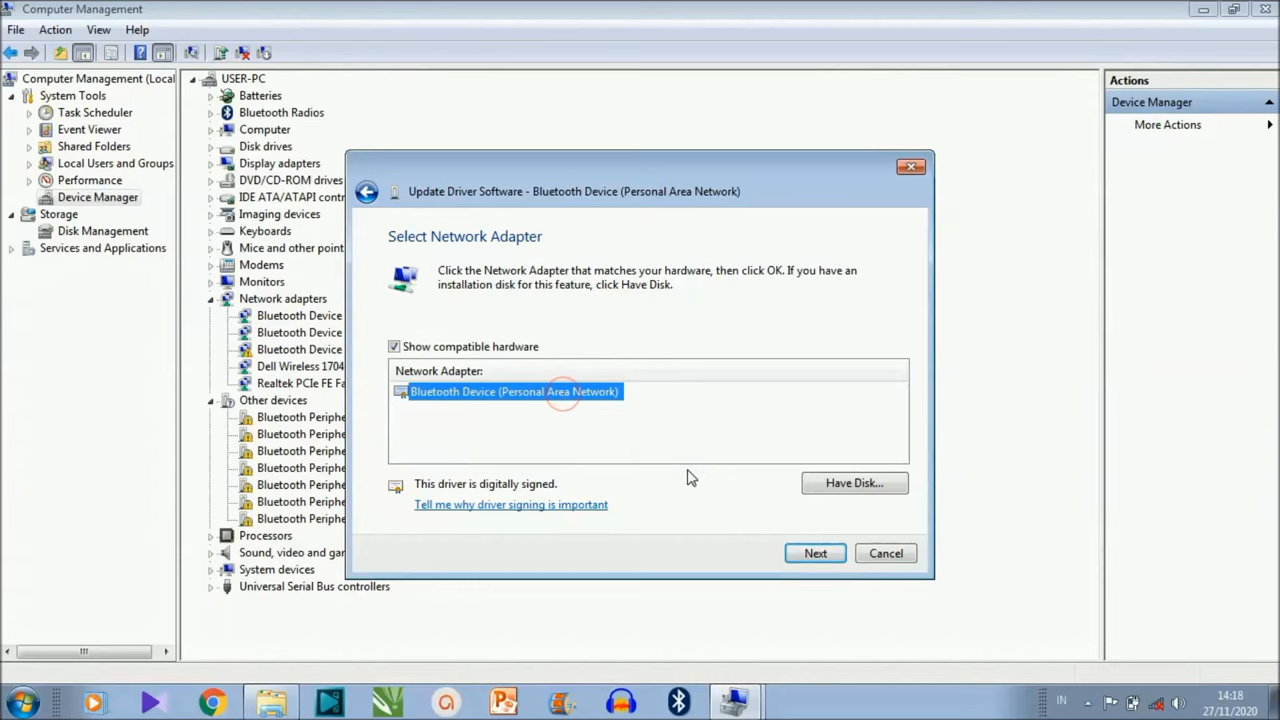 Computer Management
File Action View Help
Computer Management (Local
System Tools
Task Scheduler
Event Viewer
Shared Folders
Local Users and Groups
Performance
Device Manager
Storage
Disk Management
Services and Applications
USER-PC
Batteries
Bluetooth Radios
Computer
Disk drives
Display adapters
DVD/CD-ROM drives
IDE ATA/ATAPI contr
Imaging devices
Keyboards
Mice and other point
Modems
Monitors
Network adapters
Bluetooth Device
Bluetooth Device
Bluetooth Device
Dell Wireless 1704
Realtek PCIe FE Fa
Other devices
Bluetooth Periphe
Bluetooth Periphe
Bluetooth Periphe
Bluetooth Periphe
Bluetooth Periphe
Bluetooth Periphe
Bluetooth Periphe
Processors
Sound, video and gar
System devices
Universal Serial Bus controllers
Update Driver Software - Bluetooth Device (Personal Area Network)
Select Network Adapter
Click the Network Adapter that matches your hardware, then click OK. If you have an
installation disk for this feature, click Have Disk.
Show compatible hardware
Network Adapter:
Bluetooth Device (Personal Area Network)
This driver is digitally signed.
Have Disk...
Tell me why driver signing is important
Next Cancel
Actions
Device Manager
More Actions
IN
14:18
27/11/2020